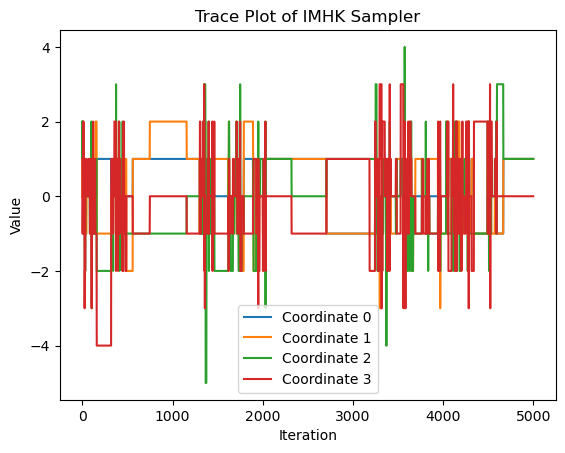 Trace Plot of IMHK Sampler
4
2
0
−2
−4
Value
0
1000
2000
3000
4000
5000
Iteration
Coordinate 0
Coordinate 1
Coordinate 2
Coordinate 3